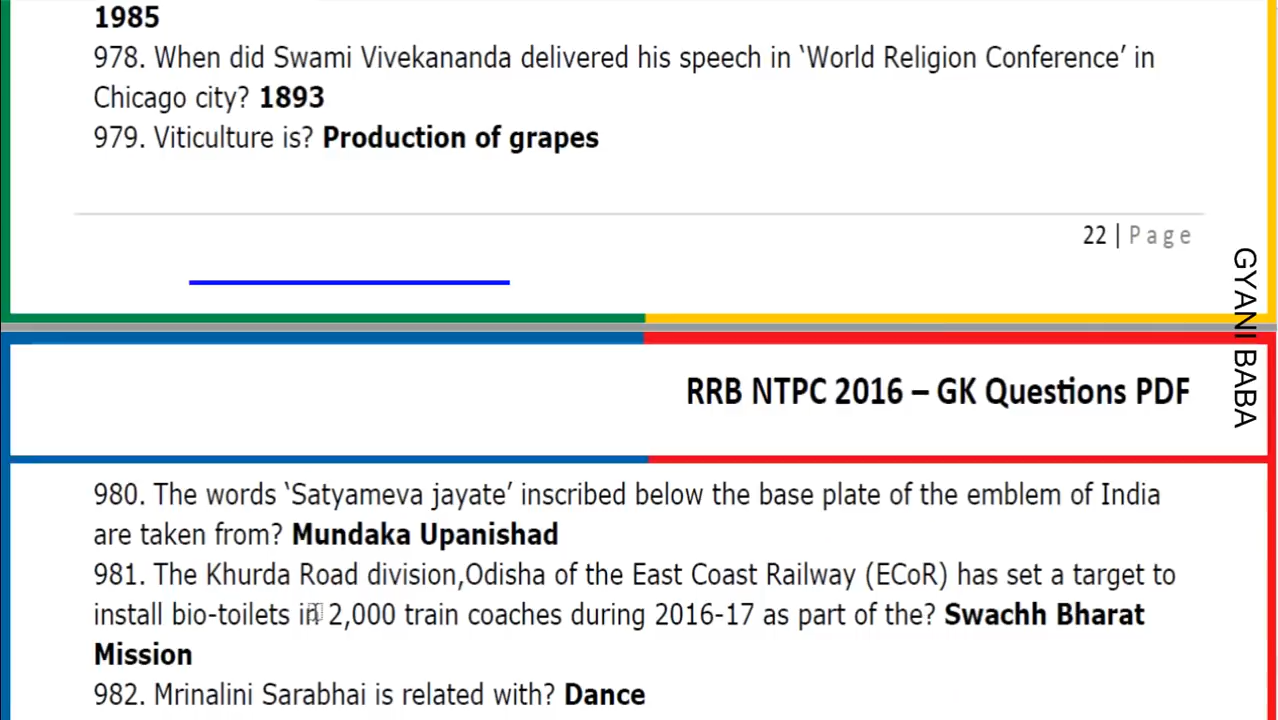 1985
978. When did Swami Vivekananda delivered his speech in ‘World Religion Conference’ in
Chicago city? 1893
979. Viticulture is? Production of grapes
22 | Page
GYANI BABA
RRB NTPC 2016 – GK Questions PDF
980. The words ‘Satyameva jayate’ inscribed below the base plate of the emblem of India
are taken from? Mundaka Upanishad
981. The Khurda Road division,Odisha of the East Coast Railway (ECoR) has set a target to
install bio-toilets in 2,000 train coaches during 2016-17 as part of the? Swachh Bharat
Mission
982. Mrinalini Sarabhai is related with? Dance